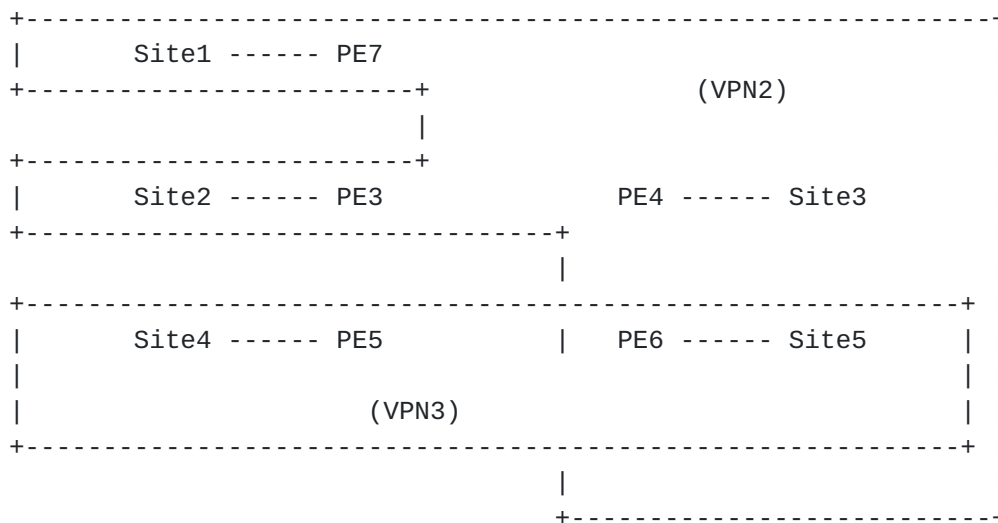 +--------------------------------------------------------------
|       Site1 ------ PE7
+-------------------------+                 (VPN2)
                          |
+-------------------------+
|       Site2 ------ PE3               PE4 ------ Site3
+----------------------------------+
                                   |
+------------------------------------------------------------+
|       Site4 ------ PE5           |   PE6 ------ Site5      |
|                                                            |
|                      (VPN3)                                |
+------------------------------------------------------------+
                                   |
                                   +---------------------------